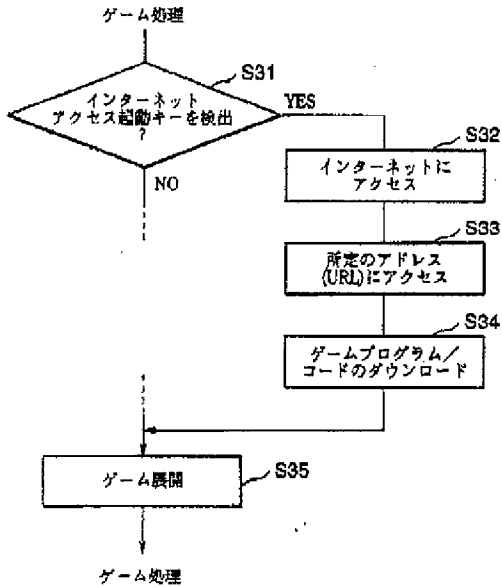 ゲーム処理
S31
インターネット
アクセス起動キーを検出
?
YES
NO
S32
インターネットに
アクセス
S33
所定のアドレス
(URL)にアクセス
S34
ゲームプログラム/
コードのダウンロード
ゲーム展開
S35
ゲーム処理